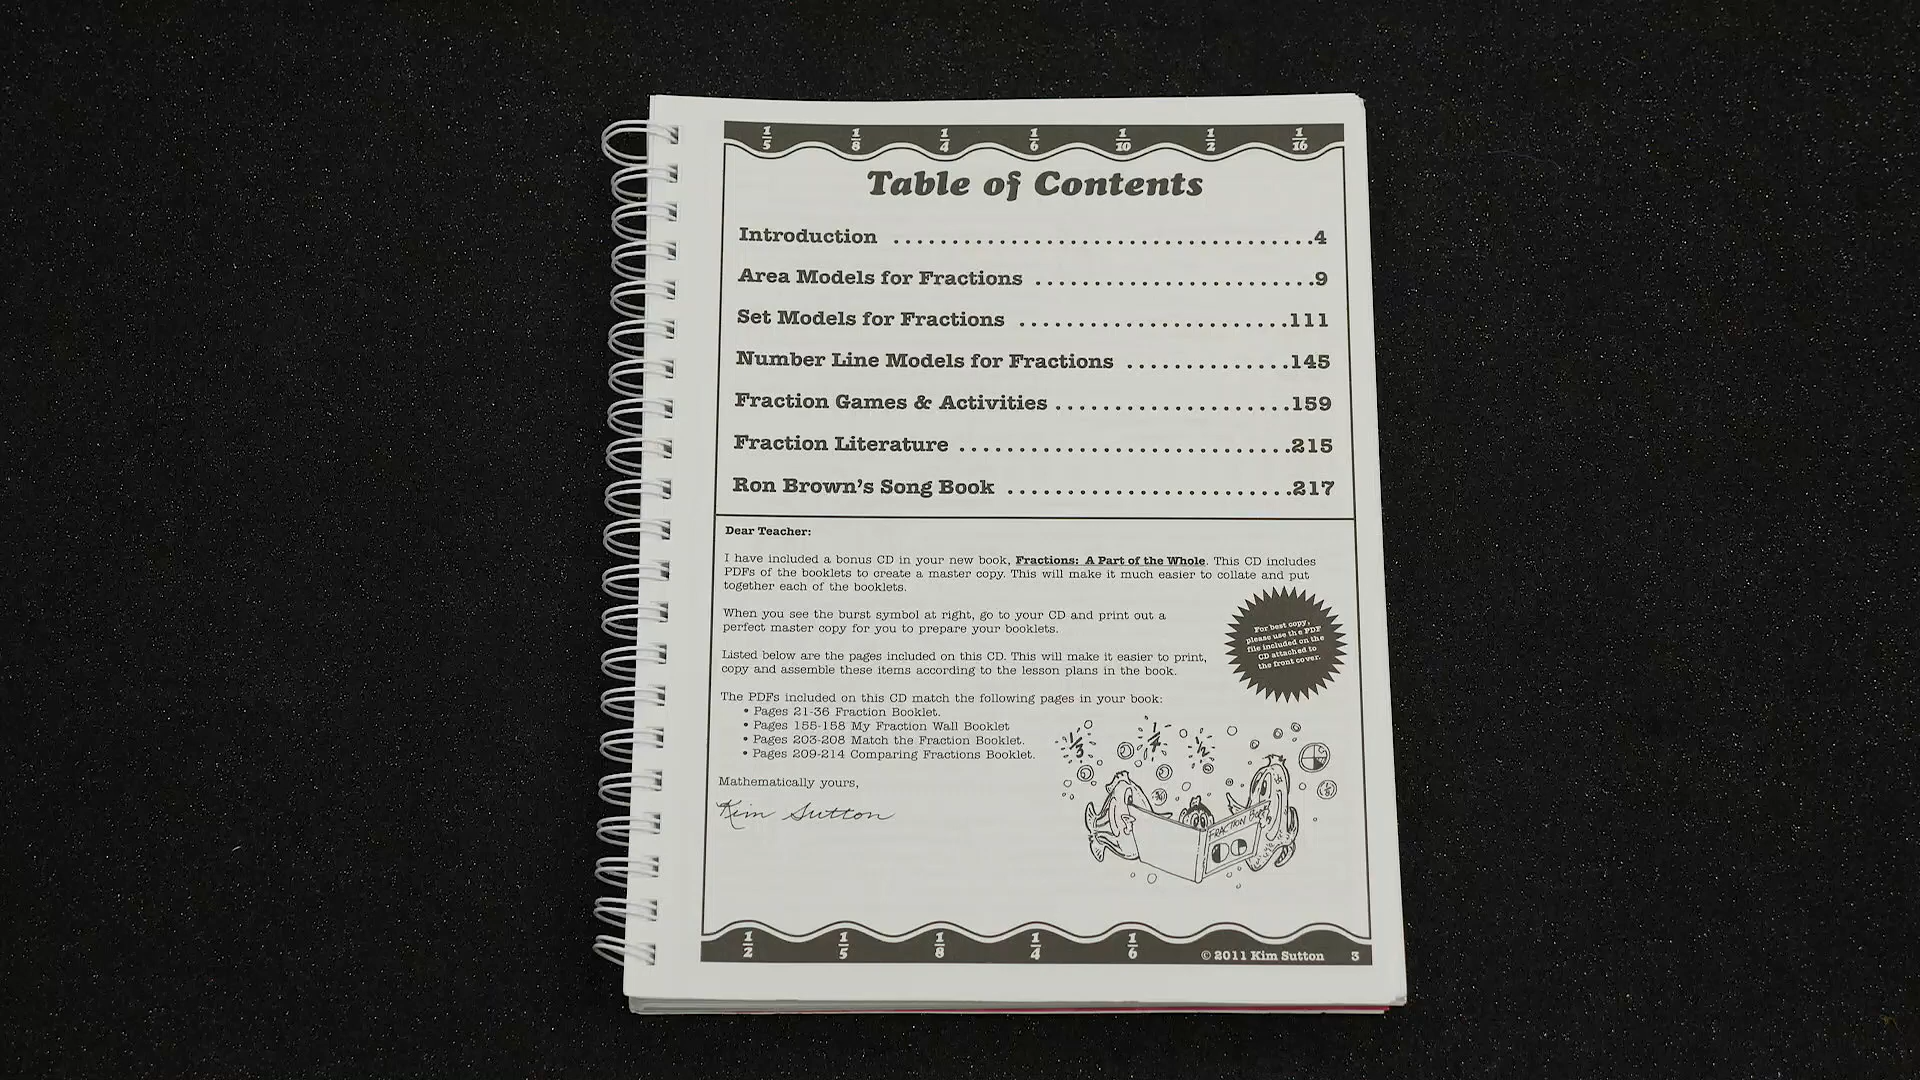 1/5 1/8 1/4 1/6 1/10 1/2 1/16
Table of Contents
Introduction ....................................4
Area Models for Fractions ........................9
Set Models for Fractions .......................111
Number Line Models for Fractions ..............145
Fraction Games & Activities ....................159
Fraction Literature ............................215
Ron Brown's Song Book ........................217
Dear Teacher:
I have included a bonus CD in your new book, Fractions: A Part of the Whole. This CD includes
PDFs of the booklets to create a master copy. This will make it much easier to collate and put
together each of the booklets.
When you see the burst symbol at right, go to your CD and print out a
perfect master copy for you to prepare your booklets.
For best copy,
please use the PDF
file included on the
CD attached to
the front cover.
Listed below are the pages included on this CD. This will make it easier to print,
copy and assemble these items according to the lesson plans in the book.
The PDFs included on this CD match the following pages in your book:
• Pages 21-36 Fraction Booklet.
• Pages 155-158 My Fraction Wall Booklet
• Pages 203-208 Match the Fraction Booklet.
• Pages 209-214 Comparing Fractions Booklet.
1/3 1/4 1/2
Mathematically yours,
Kim Sutton
1/2 1/5 1/8 1/4 1/6 © 2011 Kim Sutton 3